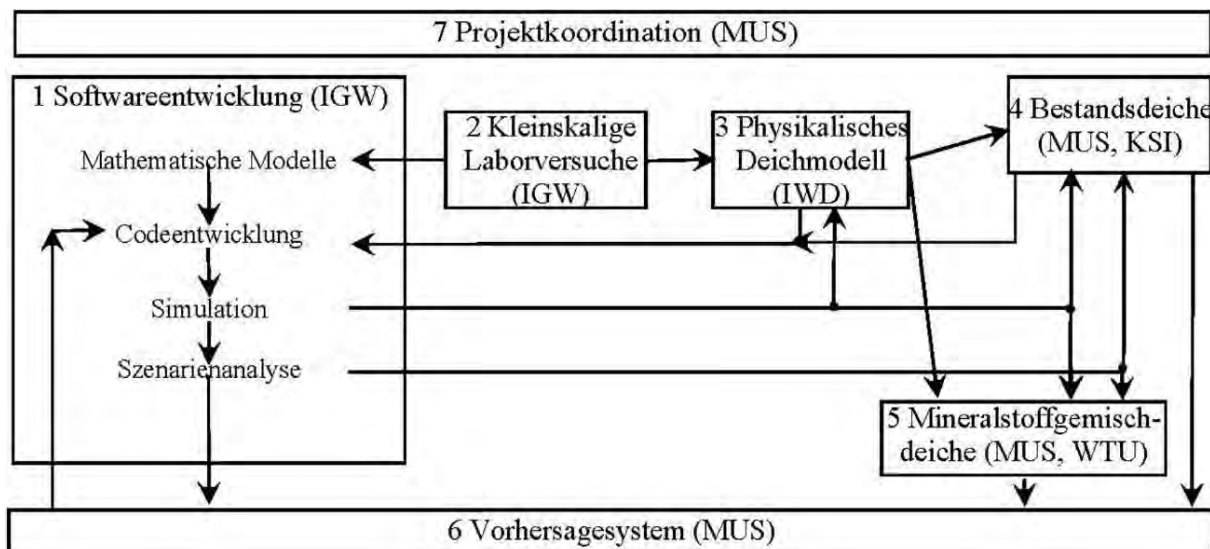 7 Projektkoordination (MUS)
1 Softwareentwicklung (IGW)
Mathematische Modelle
Codeentwicklung
Simulation
Szenarienanalyse
2 Kleinskalige
Laborversuche
(IGW)
3 Physikalisches
Deichmodell
(IWD)
4 Bestandsdeiche
(MUS, KSI)
5 Mineralstoffgemisch-
deiche (MUS, WTU)
6 Vorhersagesystem (MUS)